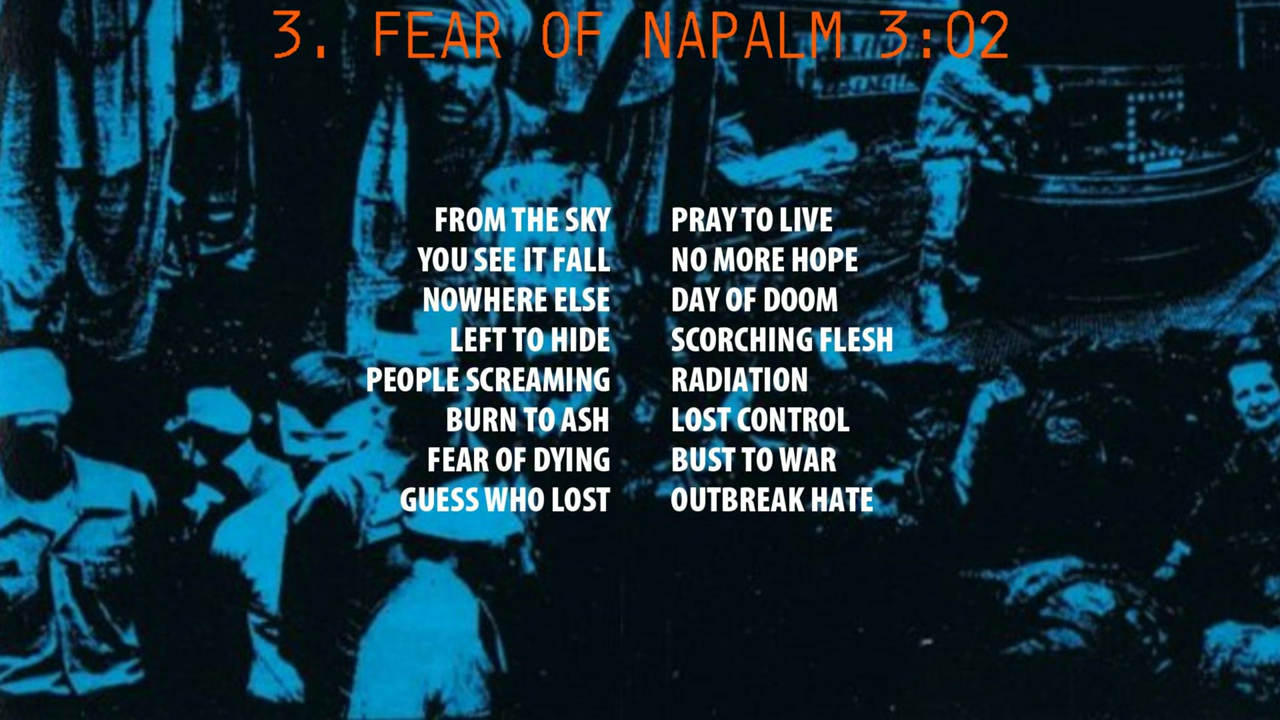 3. FEAR OF NAPALM 3:02
FROM THE SKY
YOU SEE IT FALL
NOWHERE ELSE
LEFT TO HIDE
PEOPLE SCREAMING
BURN TO ASH
FEAR OF DYING
GUESS WHO LOST
PRAY TO LIVE
NO MORE HOPE
DAY OF DOOM
SCORCHING FLESH
RADIATION
LOST CONTROL
BUST TO WAR
OUTBREAK HATE